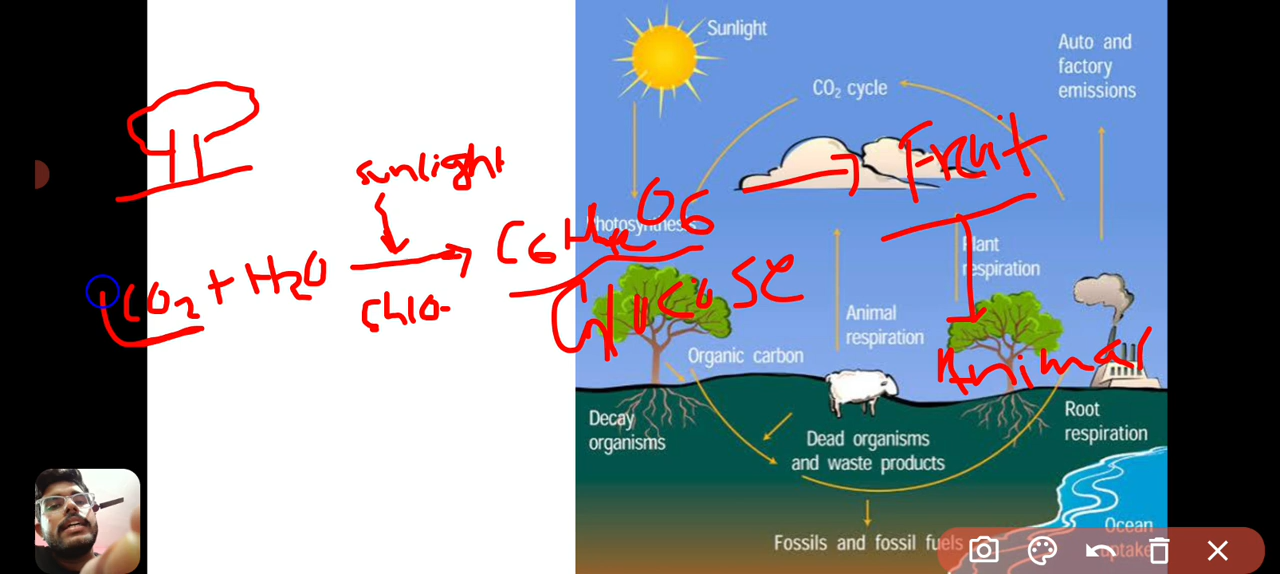 Sunlight
Auto and
factory
emissions
CO₂ cycle
Fruit
sunlight
C6H12O6
Photosynthesis
CO2 + H2O
Chlo-
Glucose
Plant
respiration
Animal
respiration
Animal
Organic carbon
Decay
organisms
Root
respiration
Dead organisms
and waste products
Fossils and fossil fuels
Ocean
uptake